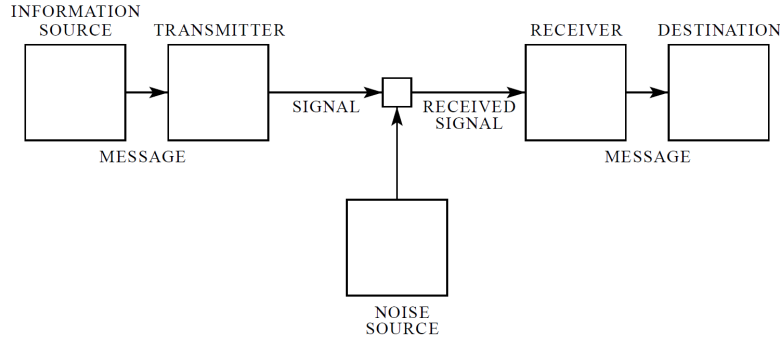 INFORMATION
SOURCE
TRANSMITTER
RECEIVER
DESTINATION
SIGNAL
RECEIVED
SIGNAL
MESSAGE
MESSAGE
NOISE
SOURCE